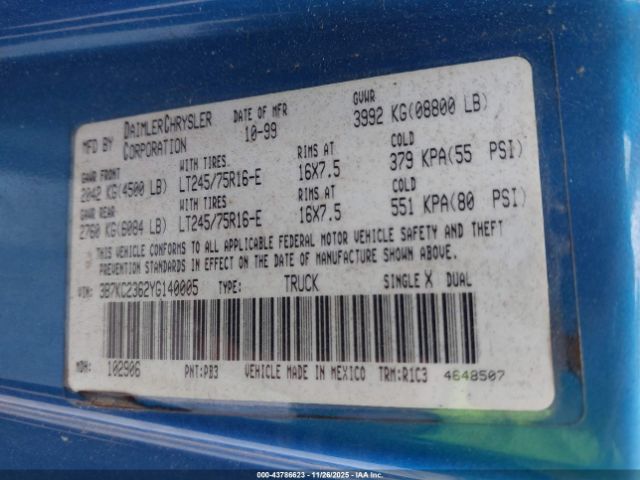 MFD BY DAIMLERCHRYSLER CORPORATION DATE OF MFR 10-99 GVWR 3992 KG(08800 LB)
GAWR FRONT 2042 KG(4500 LB) WITH TIRES LT245/75R16-E RIMS AT 16X7.5 COLD 379 KPA(55 PSI)
GAWR REAR 2760 KG(6084 LB) WITH TIRES LT245/75R16-E RIMS AT 16X7.5 COLD 551 KPA(80 PSI)
THIS VEHICLE CONFORMS TO ALL APPLICABLE FEDERAL MOTOR VEHICLE SAFETY AND THEFT
PREVENTION STANDARDS IN EFFECT ON THE DATE OF MANUFACTURE SHOWN ABOVE.
VIN: 3B7KC2362YG140005 TYPE: TRUCK SINGLE X DUAL
MDH: 102906 PNT:PB3 VEHICLE MADE IN MEXICO TRM:R1C3 4648507
00-43786623 - 11/26/2025 - IAAI.COM